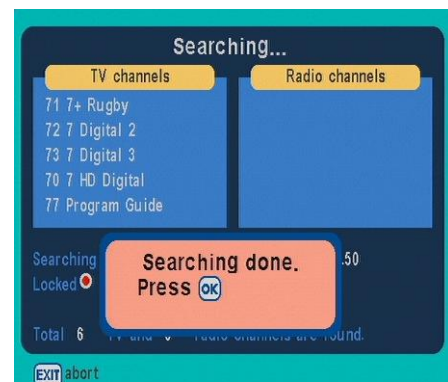 Searching...
TV channels
Radio channels
71 7+ Rugby
72 7 Digital 2
73 7 Digital 3
70 7 HD Digital
77 Program Guide
Searching
.50
Locked
Searching done.
Press OK
Total 6 TV and radio channels are found.
EXIT abort